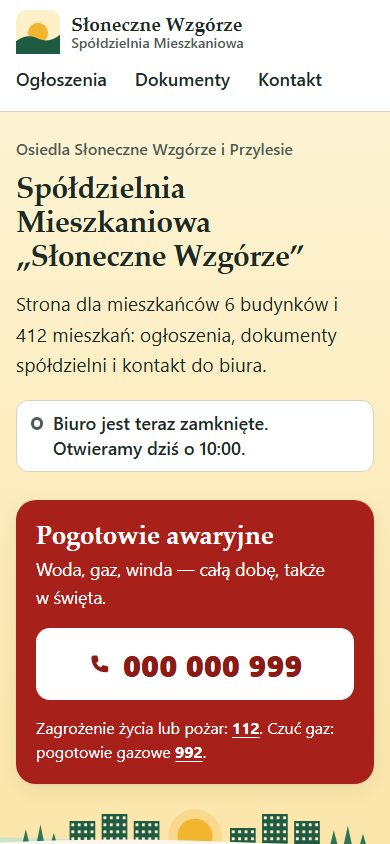 Słoneczne Wzgórze
Spółdzielnia Mieszkaniowa
Ogłoszenia Dokumenty Kontakt
Osiedla Słoneczne Wzgórze i Przylesie
Spółdzielnia
Mieszkaniowa
„Słoneczne Wzgórze”
Strona dla mieszkańców 6 budynków i
412 mieszkań: ogłoszenia, dokumenty
spółdzielni i kontakt do biura.
Biuro jest teraz zamknięte.
Otwieramy dziś o 10:00.
Pogotowie awaryjne
Woda, gaz, winda — całą dobę, także
w święta.
000 000 999
Zagrożenie życia lub pożar: 112. Czuć gaz:
pogotowie gazowe 992.